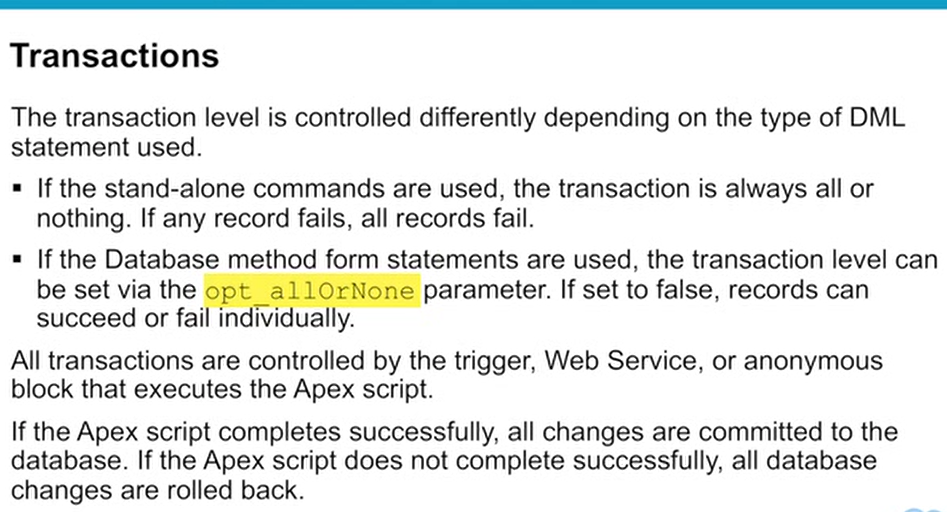 Transactions
The transaction level is controlled differently depending on the type of DML
statement used.
▪ If the stand-alone commands are used, the transaction is always all or
nothing. If any record fails, all records fail.
▪ If the Database method form statements are used, the transaction level can
be set via the opt_allOrNone parameter. If set to false, records can
succeed or fail individually.
All transactions are controlled by the trigger, Web Service, or anonymous
block that executes the Apex script.
If the Apex script completes successfully, all changes are committed to the
database. If the Apex script does not complete successfully, all database
changes are rolled back.